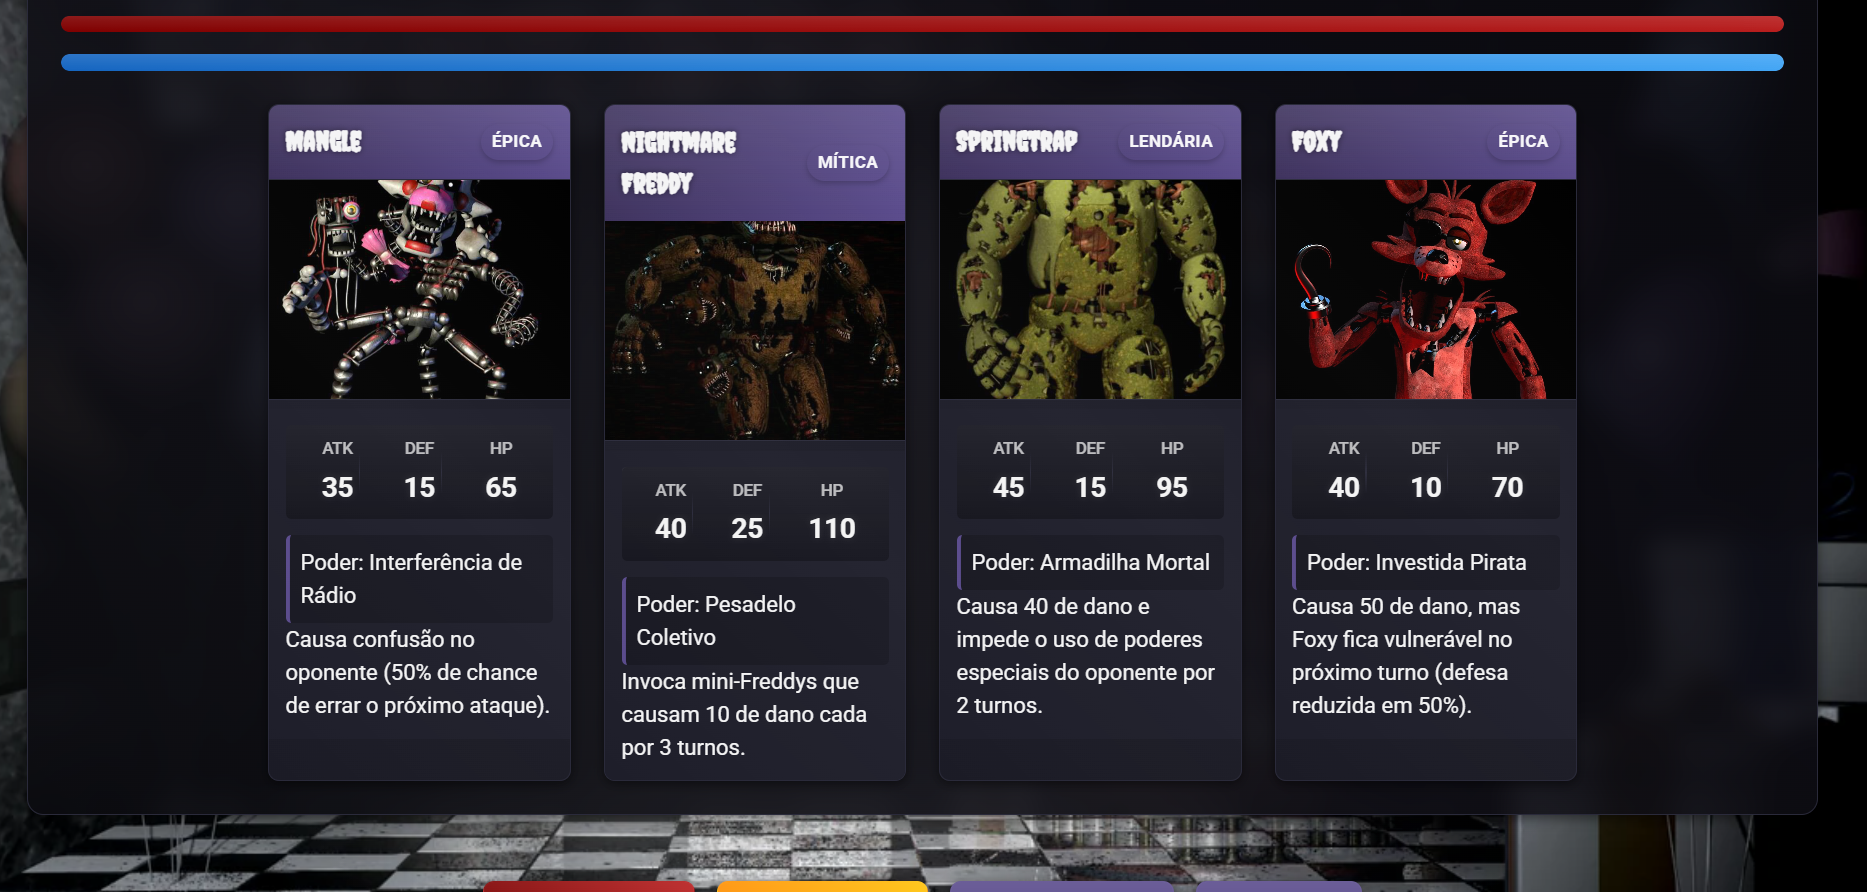 MANGLE
ÉPICA
ATK DEF HP
35 15 65
Poder: Interferência de
Rádio
Causa confusão no
oponente (50% de chance
de errar o próximo ataque).
NIGHTMARE
FREDDY
MÍTICA
ATK DEF HP
40 25 110
Poder: Pesadelo
Coletivo
Invoca mini-Freddys que
causam 10 de dano cada
por 3 turnos.
SPRINGTRAP
LENDÁRIA
ATK DEF HP
45 15 95
Poder: Armadilha Mortal
Causa 40 de dano e
impede o uso de poderes
especiais do oponente por
2 turnos.
FOXY
ÉPICA
ATK DEF HP
40 10 70
Poder: Investida Pirata
Causa 50 de dano, mas
Foxy fica vulnerável no
próximo turno (defesa
reduzida em 50%).